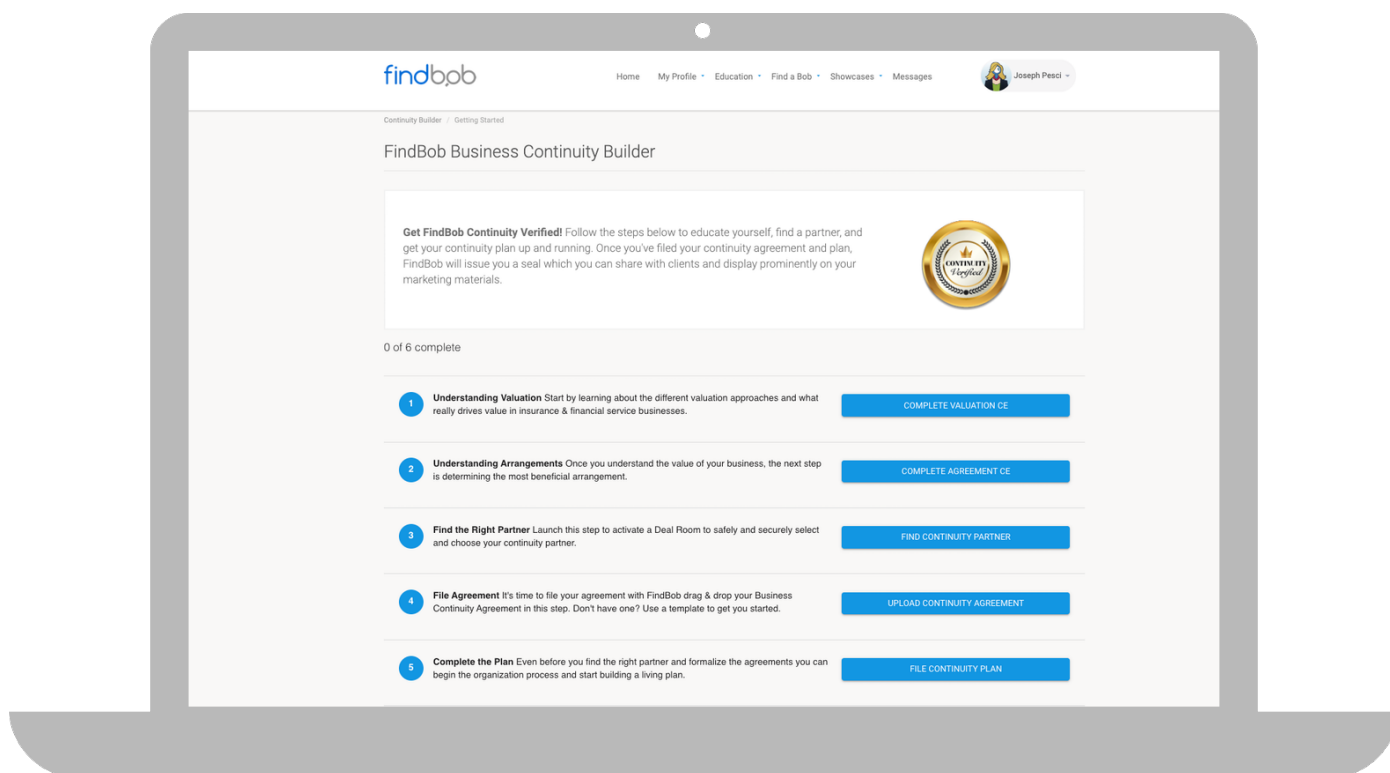 findbob
Home My Profile Education Find a Bob Showcases Messages Joseph Pesci
Continuity Builder / Getting Started
FindBob Business Continuity Builder
Get FindBob Continuity Verified! Follow the steps below to educate yourself, find a partner, and
get your continuity plan up and running. Once you've filed your continuity agreement and plan,
FindBob will issue you a seal which you can share with clients and display prominently on your
marketing materials.
CONTINUITY
Verified
0 of 6 complete
1
Understanding Valuation Start by learning about the different valuation approaches and what
really drives value in insurance & financial service businesses.
COMPLETE VALUATION CE
2
Understanding Arrangements Once you understand the value of your business, the next step
is determining the most beneficial arrangement.
COMPLETE AGREEMENT CE
3
Find the Right Partner Launch this step to activate a Deal Room to safely and securely select
and choose your continuity partner.
FIND CONTINUITY PARTNER
4
File Agreement It's time to file your agreement with FindBob drag & drop your Business
Continuity Agreement in this step. Don't have one? Use a template to get you started.
UPLOAD CONTINUITY AGREEMENT
5
Complete the Plan Even before you find the right partner and formalize the agreements you can
begin the organization process and start building a living plan.
FILE CONTINUITY PLAN